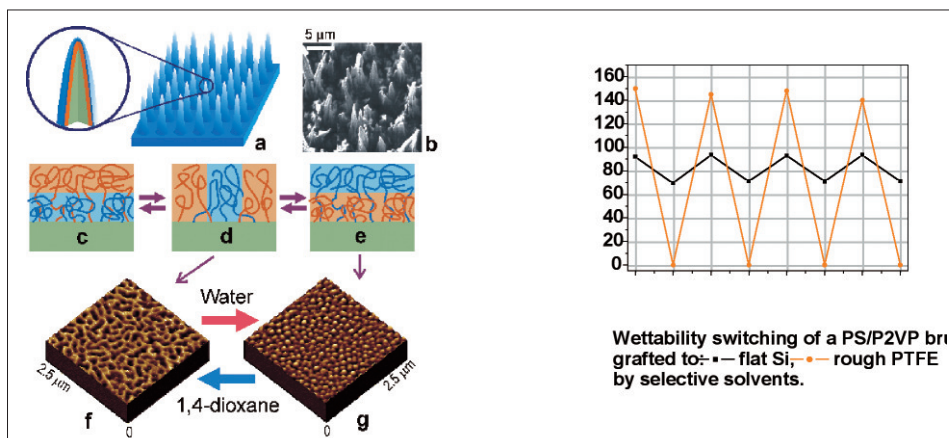 5 µm
a
b
c
d
e
Water
2.5 µm
0
f
1,4-dioxane
g
2.5 µm
0
160
140
120
100
80
60
40
20
0
Wettability switching of a PS/P2VP bru
grafted to÷-▪- flat Si,-•- rough PTFE
by selective solvents.